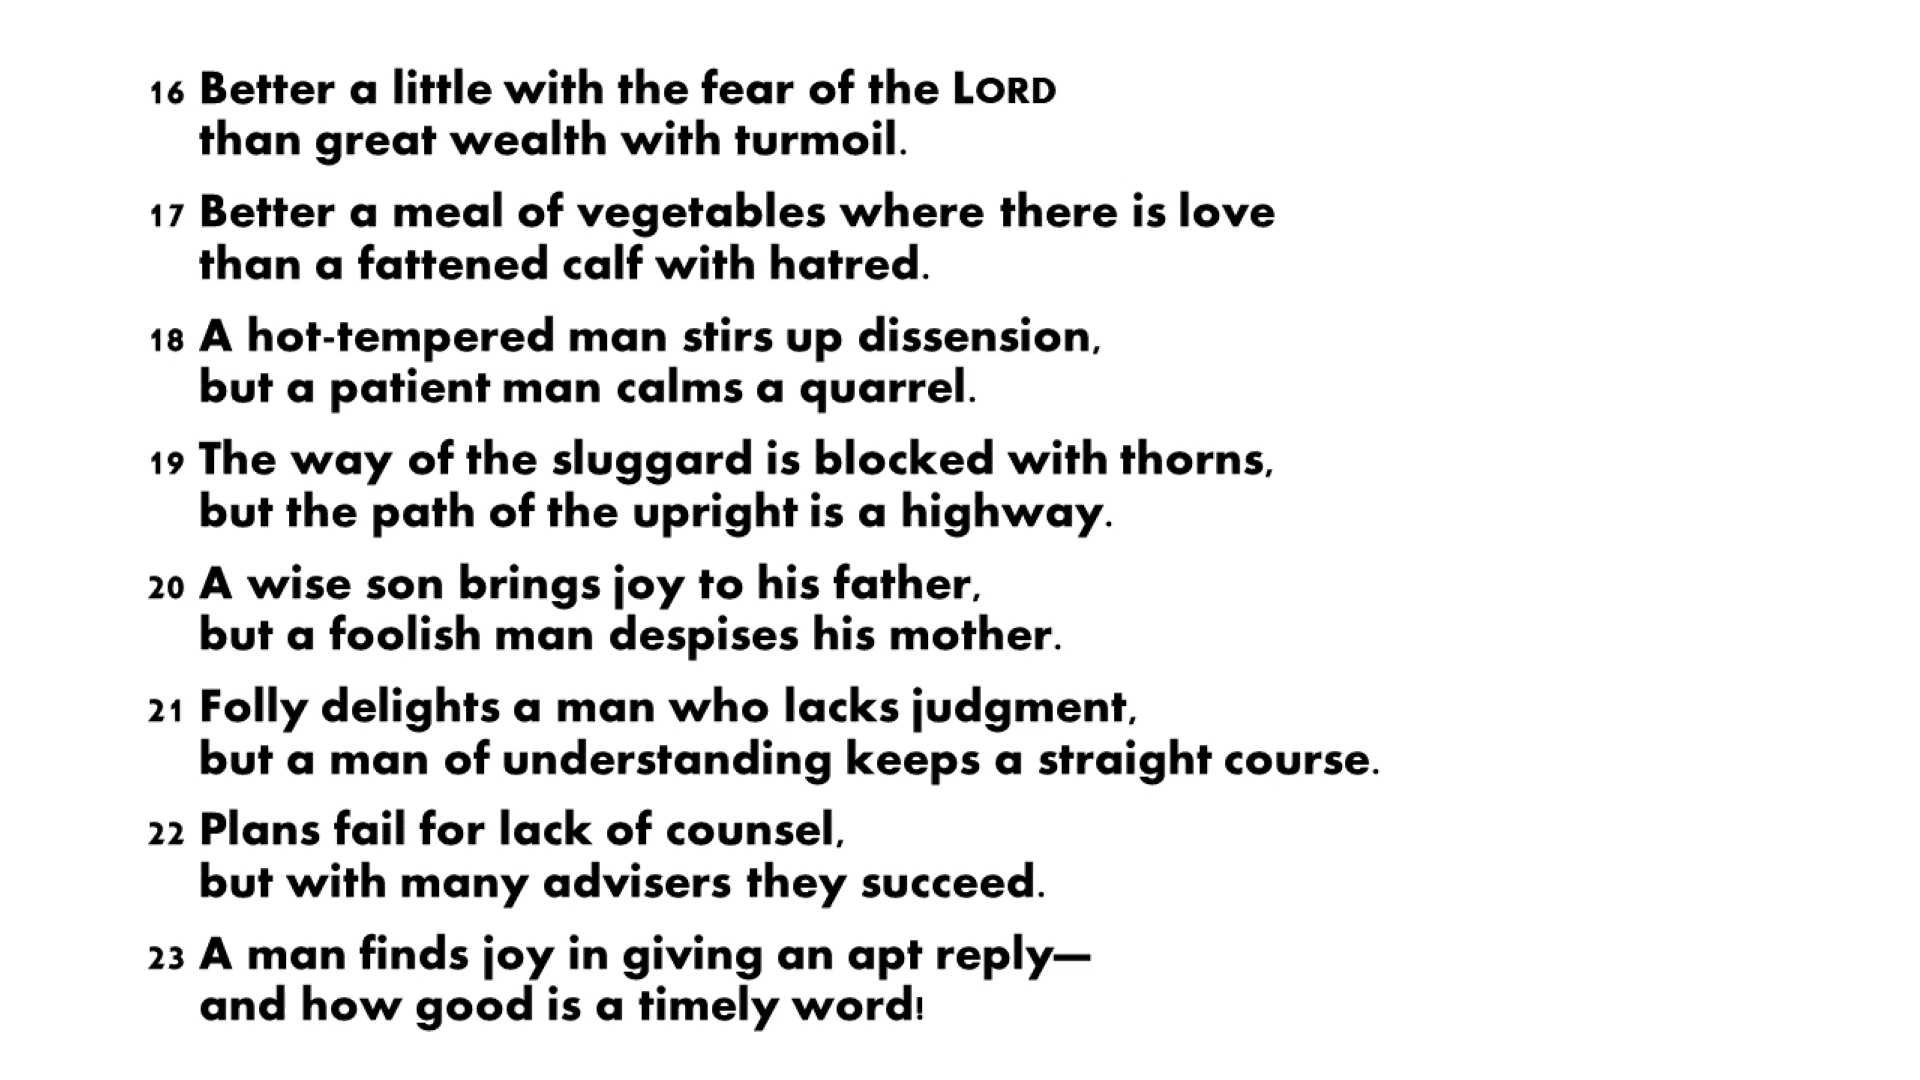 16 Better a little with the fear of the LORD
than great wealth with turmoil.
17 Better a meal of vegetables where there is love
than a fattened calf with hatred.
18 A hot-tempered man stirs up dissension,
but a patient man calms a quarrel.
19 The way of the sluggard is blocked with thorns,
but the path of the upright is a highway.
20 A wise son brings joy to his father,
but a foolish man despises his mother.
21 Folly delights a man who lacks judgment,
but a man of understanding keeps a straight course.
22 Plans fail for lack of counsel,
but with many advisers they succeed.
23 A man finds joy in giving an apt reply—
and how good is a timely word!